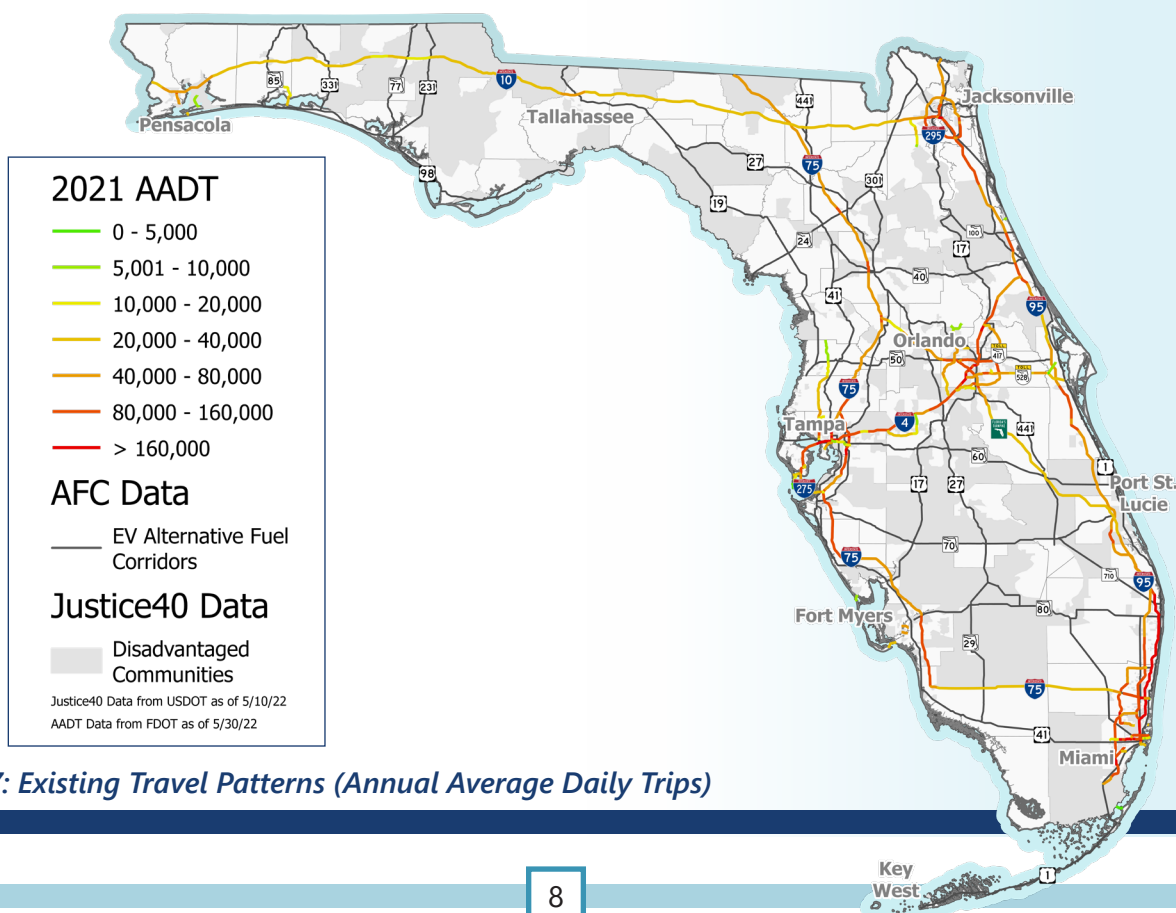 85
331
77
231
10
441
Jacksonville
Pensacola
Tallahassee
295
98
27
75
301
19
24
100
17
40
41
95
Orlando
50
TOLL
417
TOLL
528
75
Tampa
4
441
60
1
275
17
27
Port St.
Lucie
70
75
710
95
80
Fort Myers
29
75
41
Miami
Key
West
1
2021 AADT
0 - 5,000
5,001 - 10,000
10,000 - 20,000
20,000 - 40,000
40,000 - 80,000
80,000 - 160,000
> 160,000
AFC Data
EV Alternative Fuel
Corridors
Justice40 Data
Disadvantaged
Communities
Justice40 Data from USDOT as of 5/10/22
AADT Data from FDOT as of 5/30/22
: Existing Travel Patterns (Annual Average Daily Trips)
8